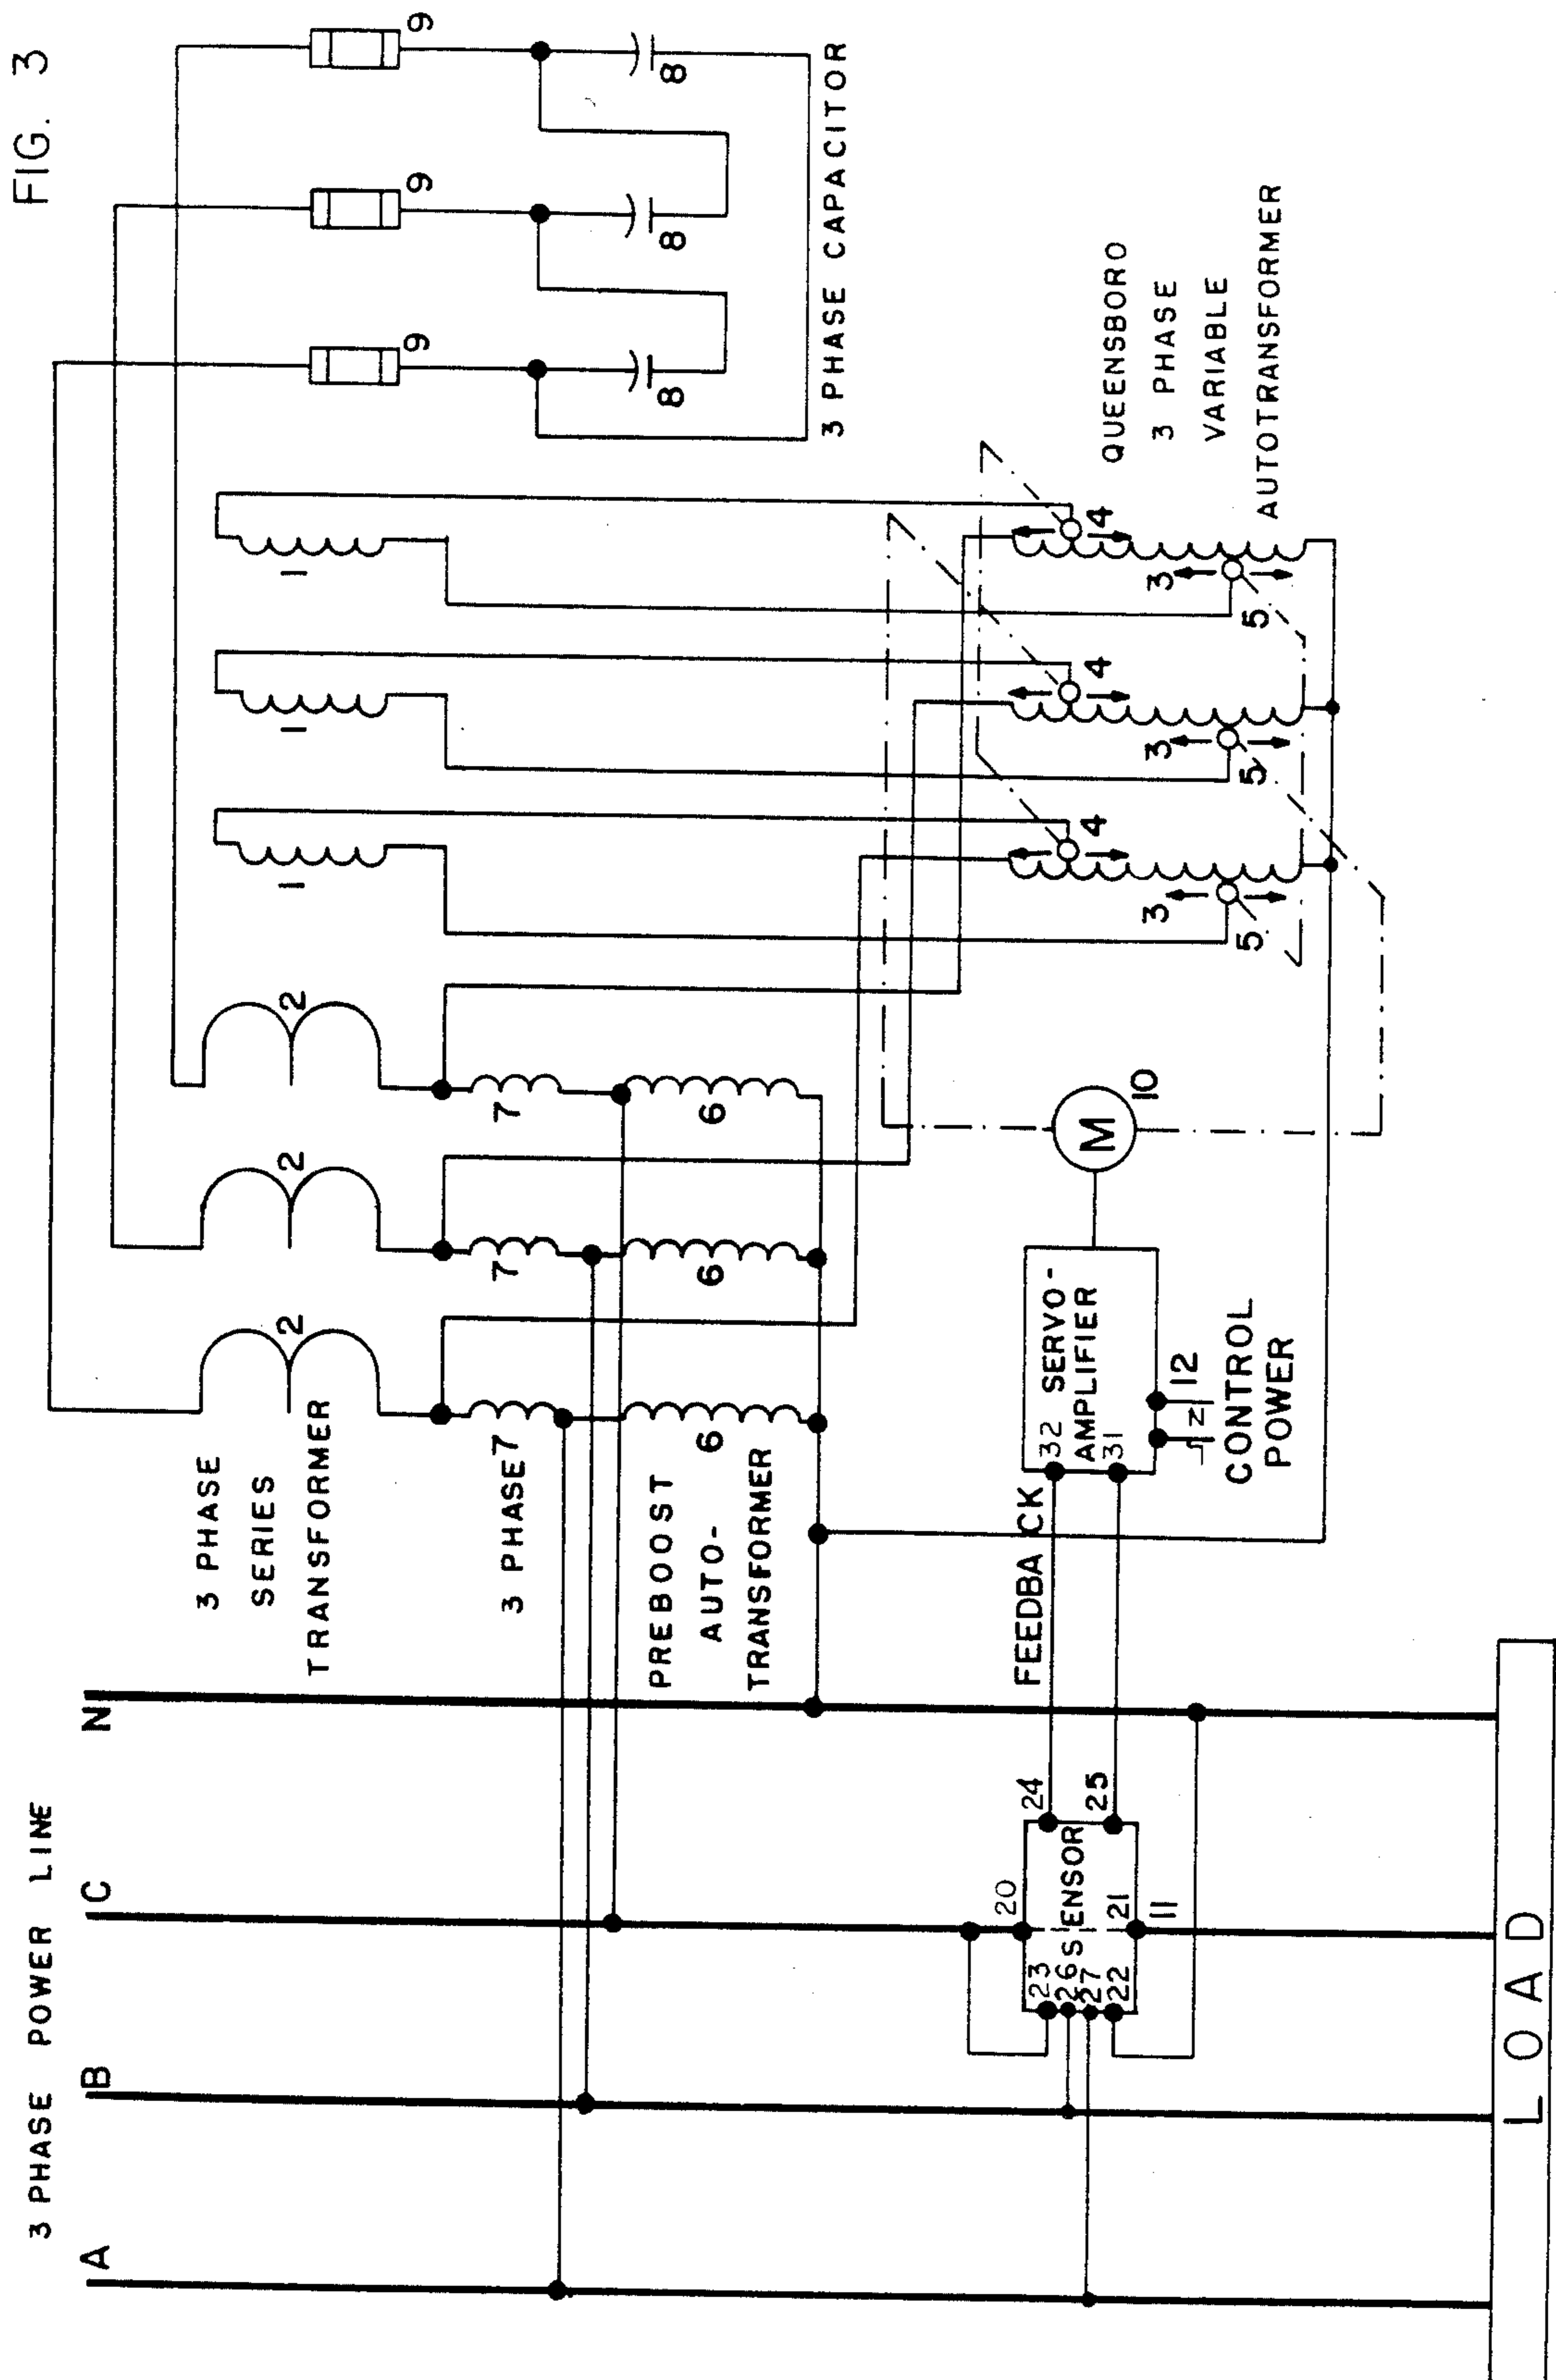 FIG. 3
3 PHASE POWER LINE
A
B
C
N
3 PHASE
SERIES
TRANSFORMER
2
2
2
1
1
1
9
9
9
8
8
8
3 PHASE CAPACITOR
3 PHASE
7
7
7
PREBOOST
AUTO-
TRANSFORMER
6
6
6
QUEENSBORO
3 PHASE
VARIABLE
AUTOTRANSFORMER
4
4
4
3
3
3
5
5
5
M
10
FEEDBA CK
32 SERVO-
AMPLIFIER
31
12
CONTROL
POWER
20
24
25
23
26
27
22
SENSOR
21
11
LOAD